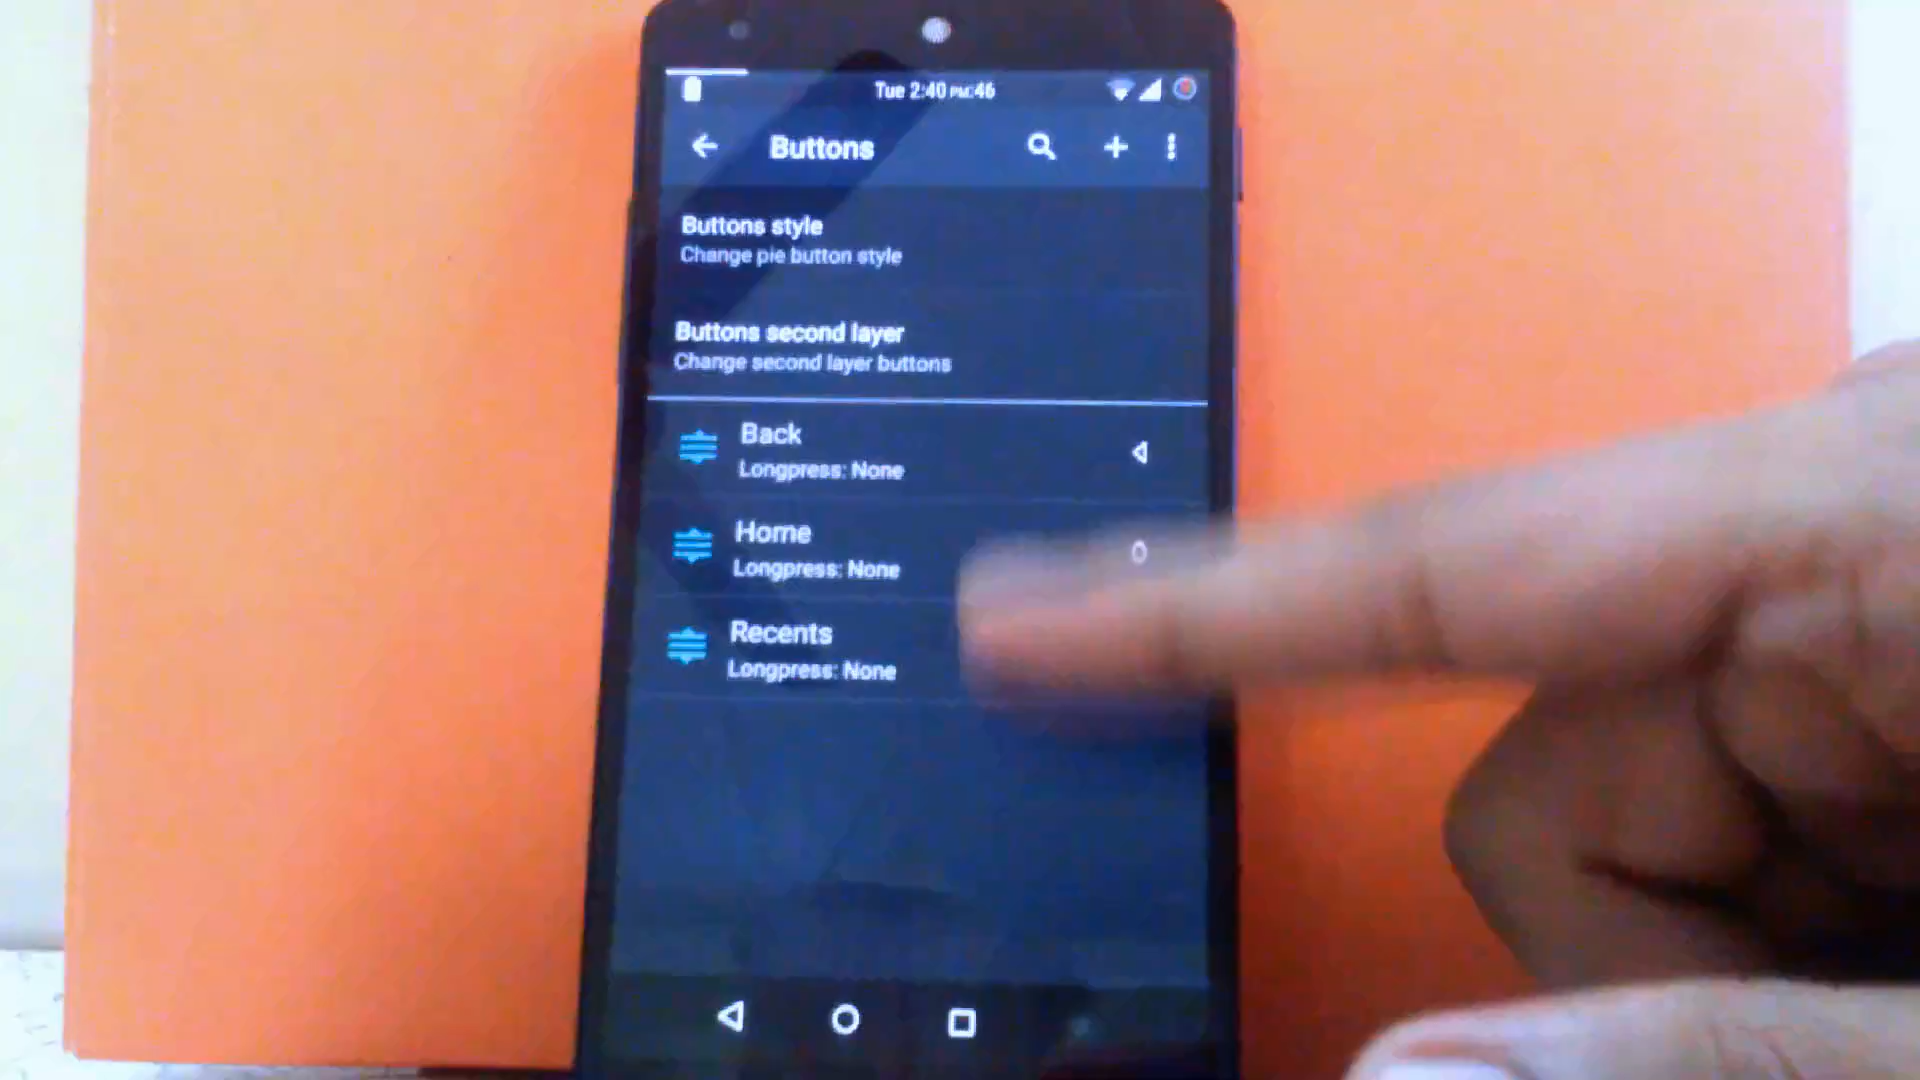 Tue 2:40 PM:46
Buttons
Buttons style
Change pie button style
Buttons second layer
Change second layer buttons
Back
Longpress: None
Home
Longpress: None
Recents
Longpress: None